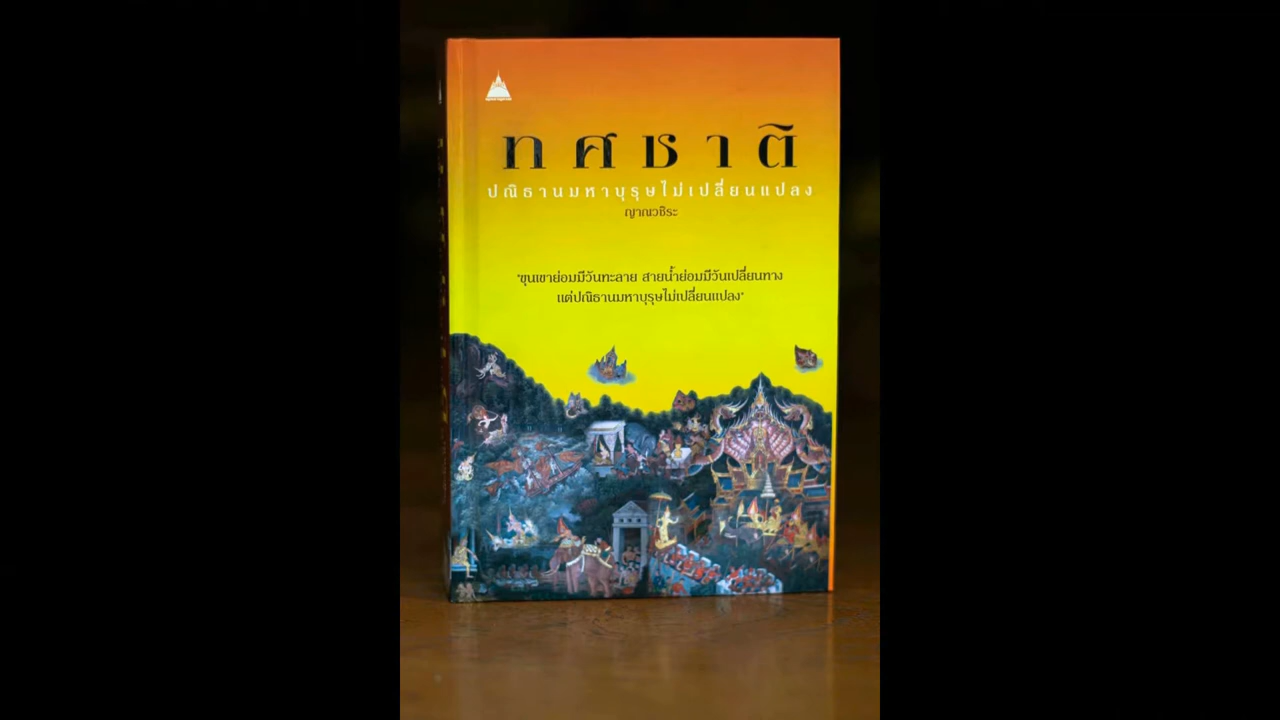 ทศชาติ
ปณิธานมหาบุรุษไม่เปลี่ยนแปลง
ญาณวชิระ
"ขุนเขาย่อมมีวันทะลาย สายน้ำย่อมมีวันเปลี่ยนทาง
แต่ปณิธานมหาบุรุษไม่เปลี่ยนแปลง"